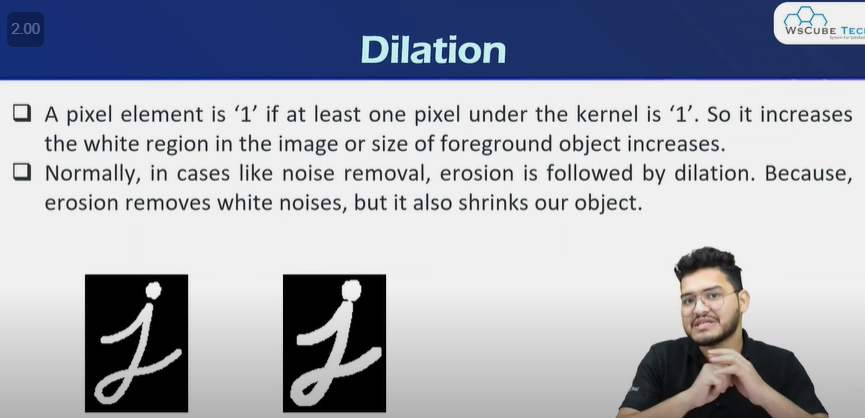 2.00
WsCube Tech
Dilation
❑ A pixel element is ‘1’ if at least one pixel under the kernel is ‘1’. So it increases
the white region in the image or size of foreground object increases.
❑ Normally, in cases like noise removal, erosion is followed by dilation. Because,
erosion removes white noises, but it also shrinks our object.
j j